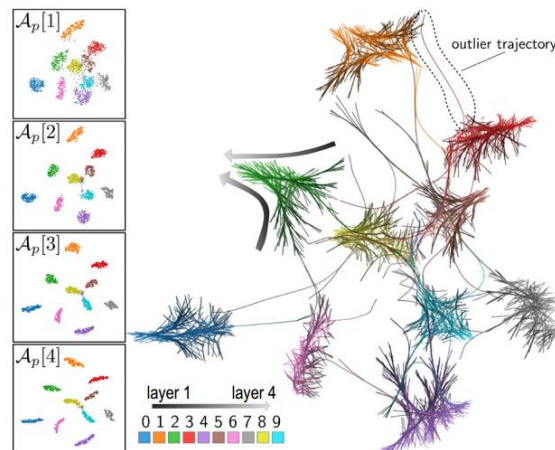 𝒜ₚ[1]
𝒜ₚ[2]
𝒜ₚ[3]
𝒜ₚ[4]
outlier trajectory
layer 1 layer 4
0 1 2 3 4 5 6 7 8 9